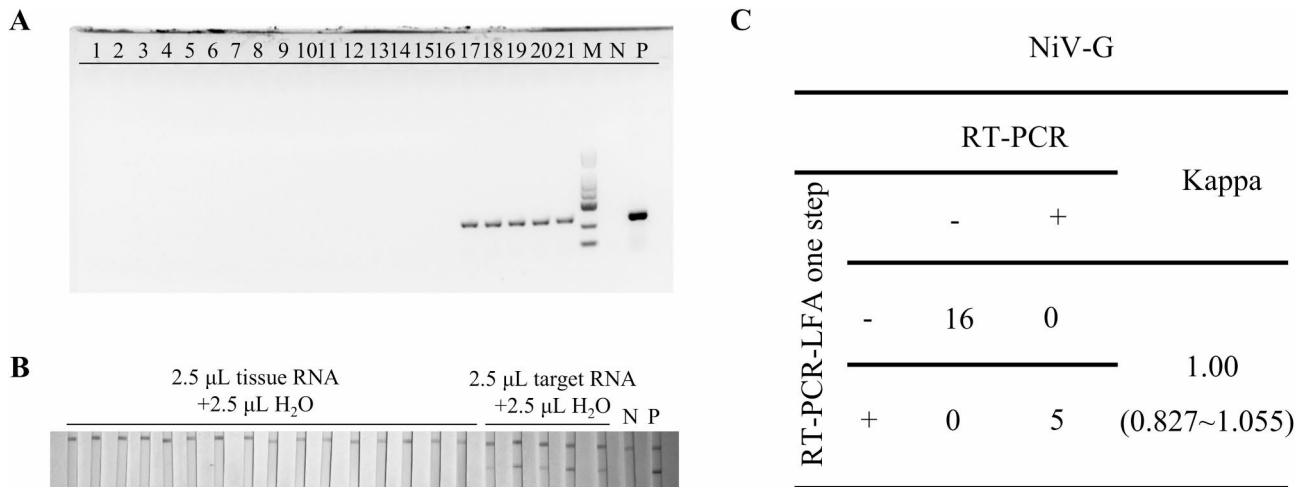 A
1 2 3 4 5 6 7 8 9 10 11 12 13 14 15 16 17 18 19 20 21 M N P
B
2.5 μL tissue RNA
+2.5 μL H₂O
2.5 μL target RNA
+2.5 μL H₂O
N P
C
NiV-G
RT-PCR
Kappa
RT-PCR-LFA one step
- +
- 16 0
1.00
+ 0 5 (0.827~1.055)